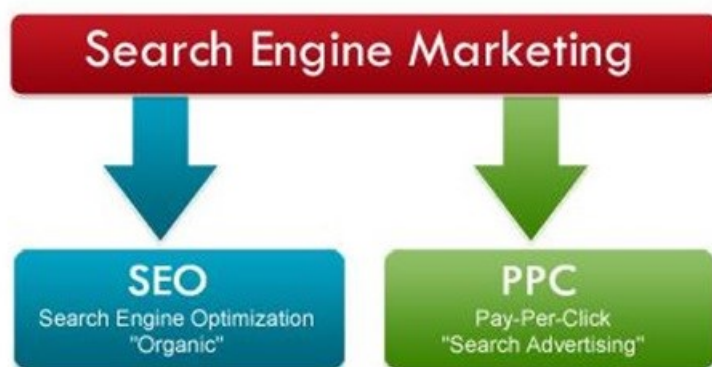 Search Engine Marketing
SEO
Search Engine Optimization
"Organic"
PPC
Pay-Per-Click
"Search Advertising"